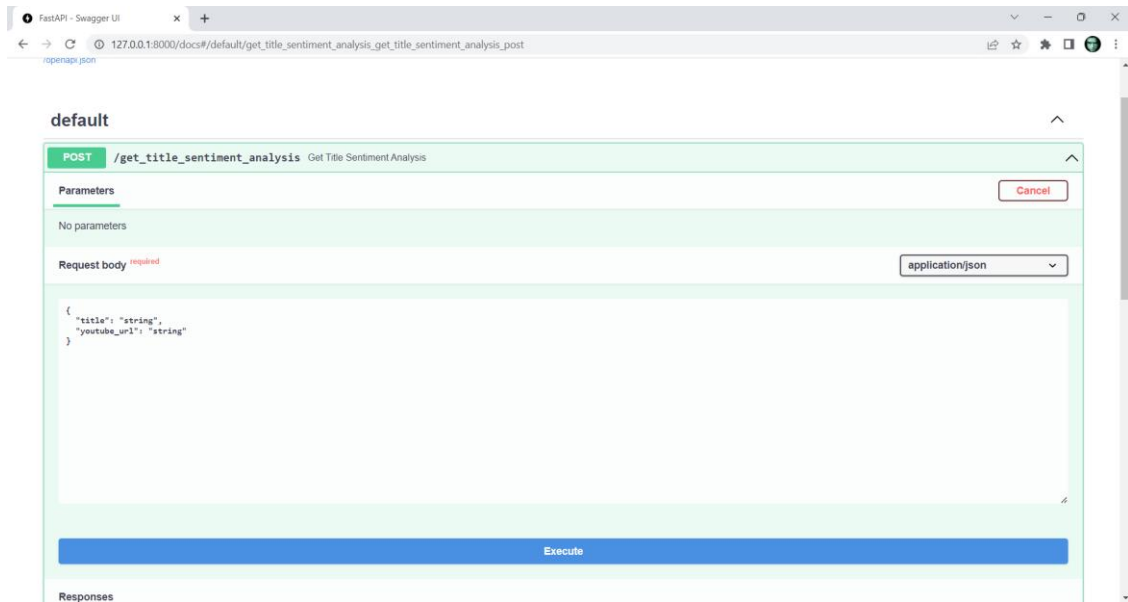 FastAPI - Swagger UI
127.0.0.1:8000/docs#/default/get_title_sentiment_analysis_get_title_sentiment_analysis_post
/openapi.json
default
POST /get_title_sentiment_analysis Get Title Sentiment Analysis
Parameters Cancel
No parameters
Request body required application/json
{
"title": "string",
"youtube_url": "string"
}
Execute
Responses